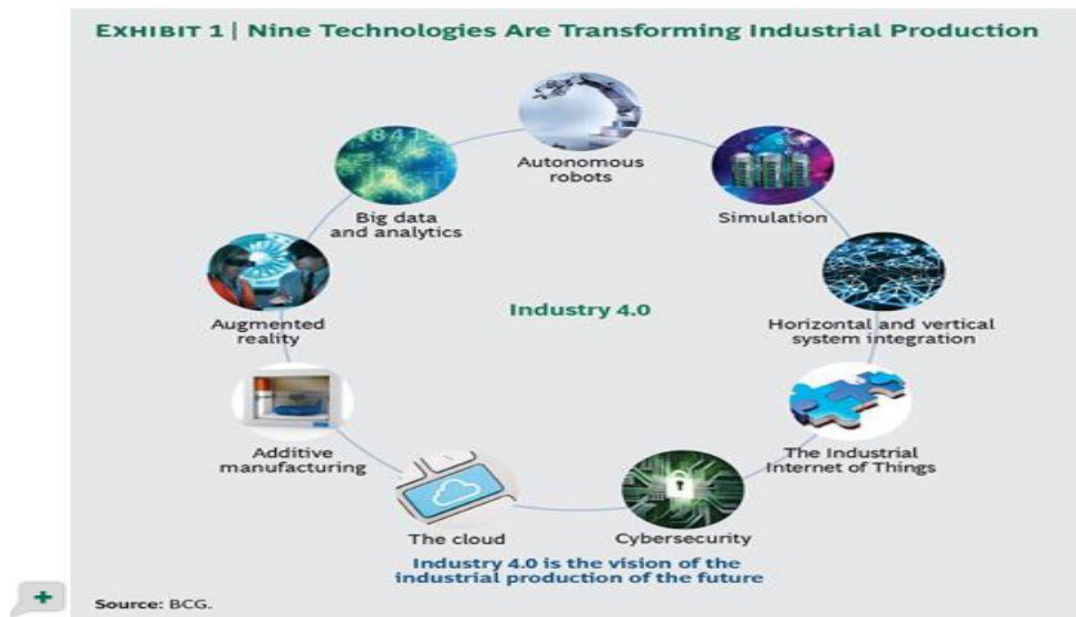 EXHIBIT 1 | Nine Technologies Are Transforming Industrial Production
Autonomous
robots
Big data
and analytics
Simulation
Augmented
reality
Industry 4.0
Horizontal and vertical
system integration
Additive
manufacturing
The Industrial
Internet of Things
The cloud
Cybersecurity
Industry 4.0 is the vision of the
industrial production of the future
Source: BCG.